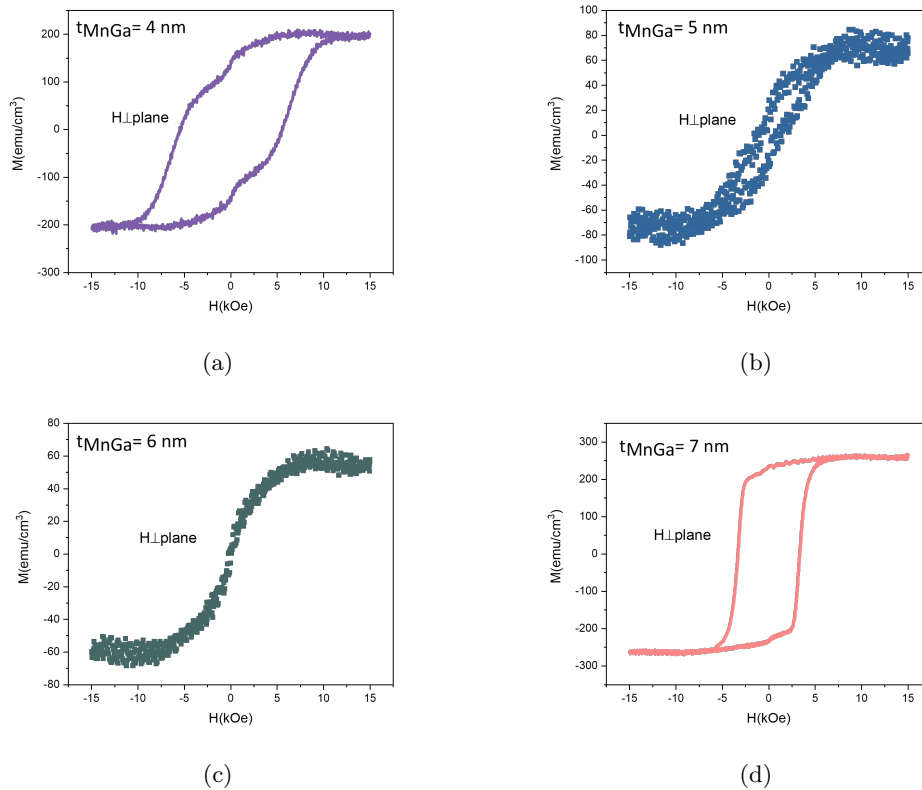 tMnGa= 4 nm
H⊥plane
M(emu/cm³)
200
100
0
-100
-200
-300
-15 -10 -5 0 5 10 15
H(kOe)
(a)
tMnGa= 5 nm
H⊥plane
M(emu/cm³)
100
80
60
40
20
0
-20
-40
-60
-80
-100
-15 -10 -5 0 5 10 15
H(kOe)
(b)
tMnGa= 6 nm
H⊥plane
M(emu/cm³)
80
60
40
20
0
-20
-40
-60
-80
-15 -10 -5 0 5 10 15
H(kOe)
(c)
tMnGa= 7 nm
H⊥plane
M(emu/cm³)
300
200
100
0
-100
-200
-300
-15 -10 -5 0 5 10 15
H(kOe)
(d)